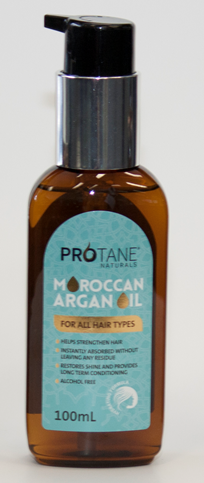 PROTANE
NATURALS
MOROCCAN
ARGAN OIL
FOR ALL HAIR TYPES
HELPS STRENGTHEN HAIR
INSTANTLY ABSORBED WITHOUT
LEAVING ANY RESIDUE
RESTORES SHINE AND PROVIDES
LONG TERM CONDITIONING
ALCOHOL FREE
100mL